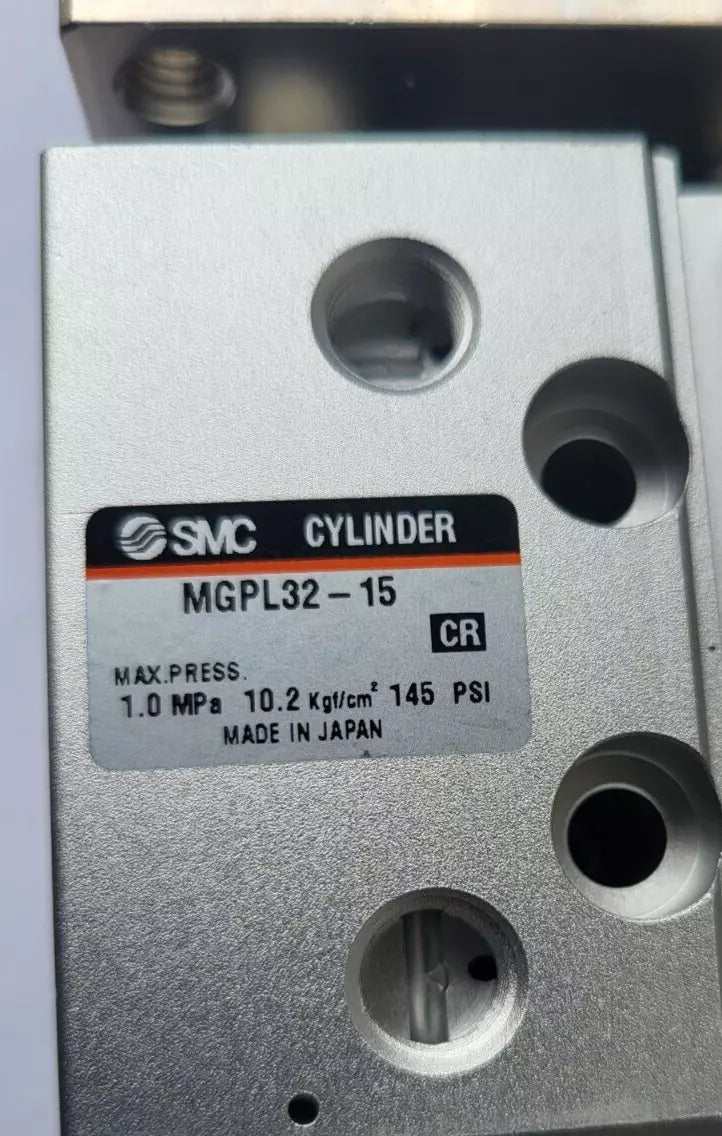 SMC CYLINDER
MGPL32-15
CR
MAX.PRESS.
1.0 MPa 10.2 Kgf/cm² 145 PSI
MADE IN JAPAN